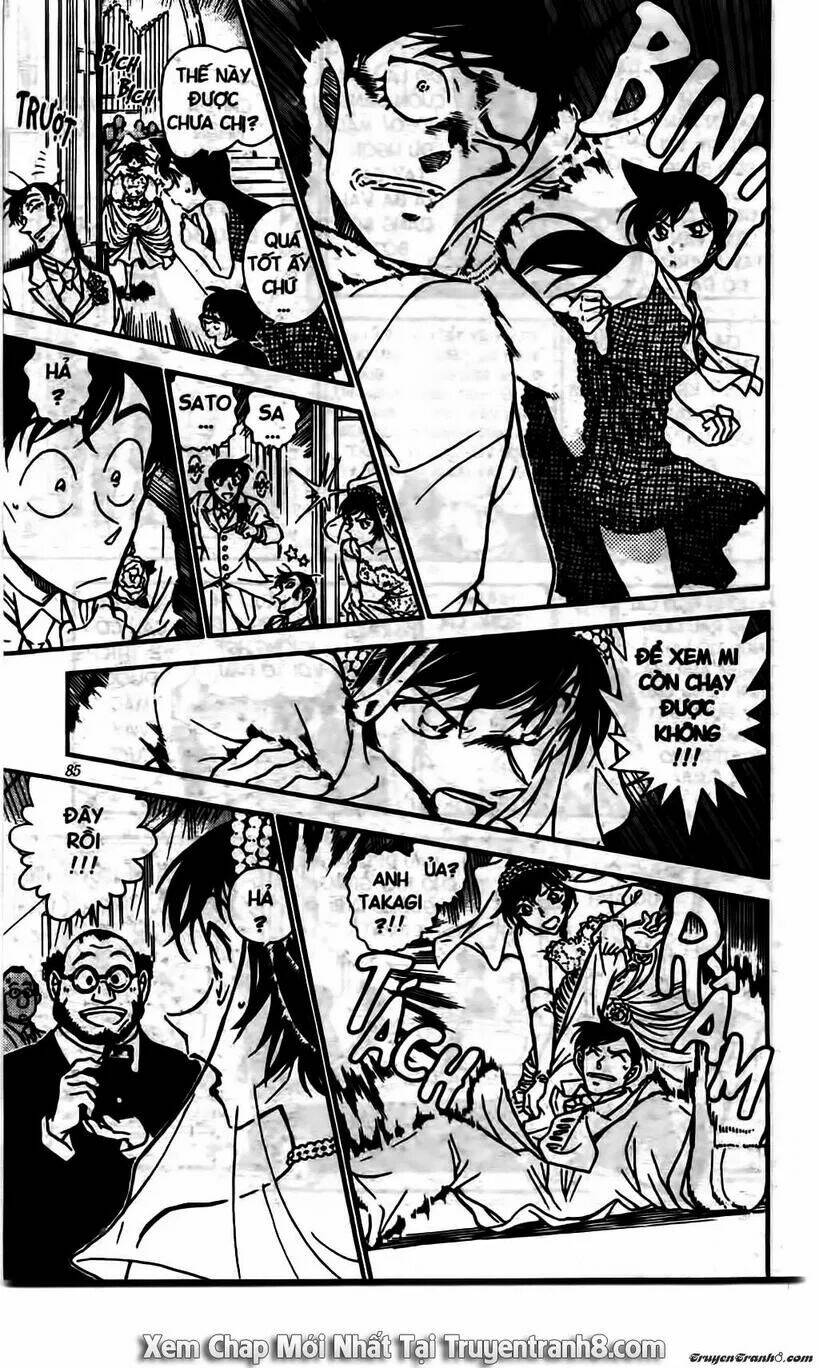 BÌNH
BỊCH
BỊCH
TRƯỢT
THẾ NÀY
ĐƯỢC
CHƯA CHỊ?
QUÁ
TỐT ẤY
CHỨ
...
HẢ
?
SATO
...
SA
...
ĐỂ XEM MI
CÒN CHẠY
ĐƯỢC
KHÔNG
!!!
85
ĐÂY
RỒI
!!!
HẢ
?
ỦA?
ANH
TAKAGI
?!!
TÁCH
RẦM
Xem Chap Mới Nhất Tại Truyentranh8.com
TruyenTranh8.com